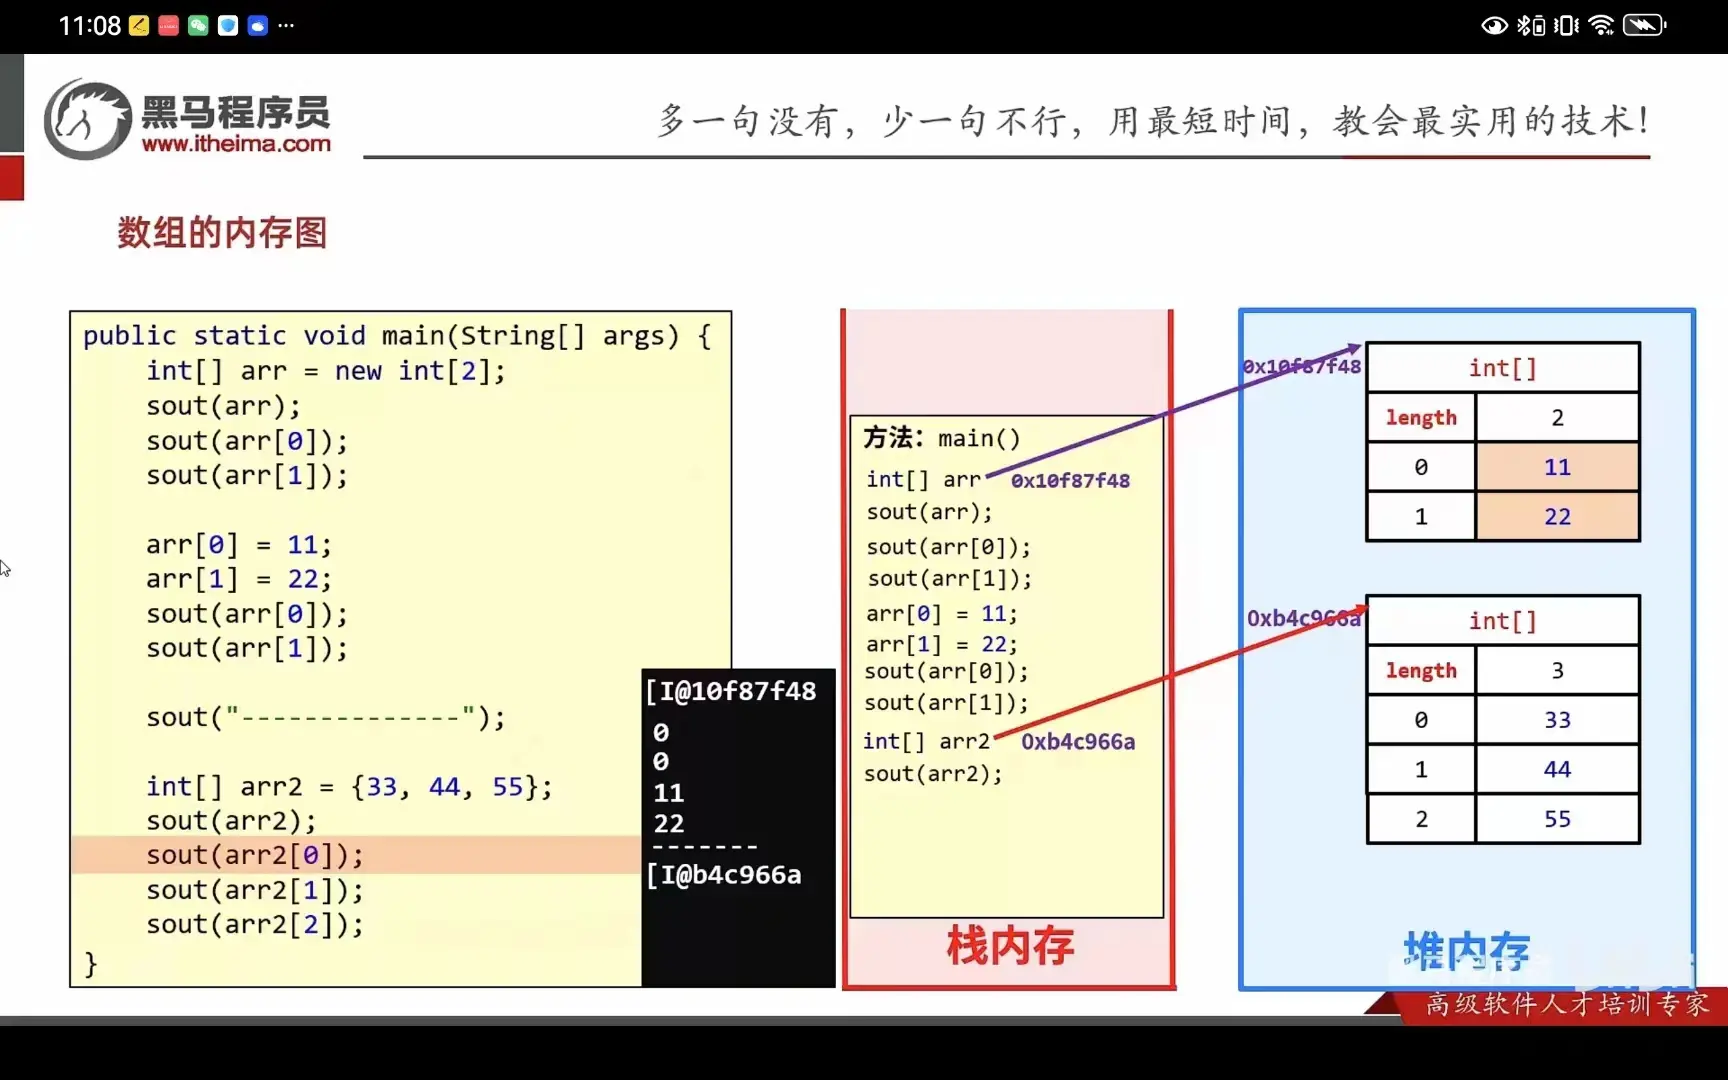 11:08
黑马程序员
www.itheima.com
多一句没有，少一句不行，用最短时间，教会最实用的技术！
数组的内存图
public static void main(String[] args) {
int[] arr = new int[2];
sout(arr);
sout(arr[0]);
sout(arr[1]);
arr[0] = 11;
arr[1] = 22;
sout(arr[0]);
sout(arr[1]);
sout("--------------");
int[] arr2 = {33, 44, 55};
sout(arr2);
sout(arr2[0]);
sout(arr2[1]);
sout(arr2[2]);
}
[I@10f87f48
0
0
11
22
-------
[I@b4c966a
方法：main()
int[] arr 0x10f87f48
sout(arr);
sout(arr[0]);
sout(arr[1]);
arr[0] = 11;
arr[1] = 22;
sout(arr[0]);
sout(arr[1]);
int[] arr2 0xb4c966a
sout(arr2);
栈内存
0x10f87f48
int[]
length 2
0 11
1 22
0xb4c966a
int[]
length 3
0 33
1 44
2 55
堆内存
高级软件人才培训专家